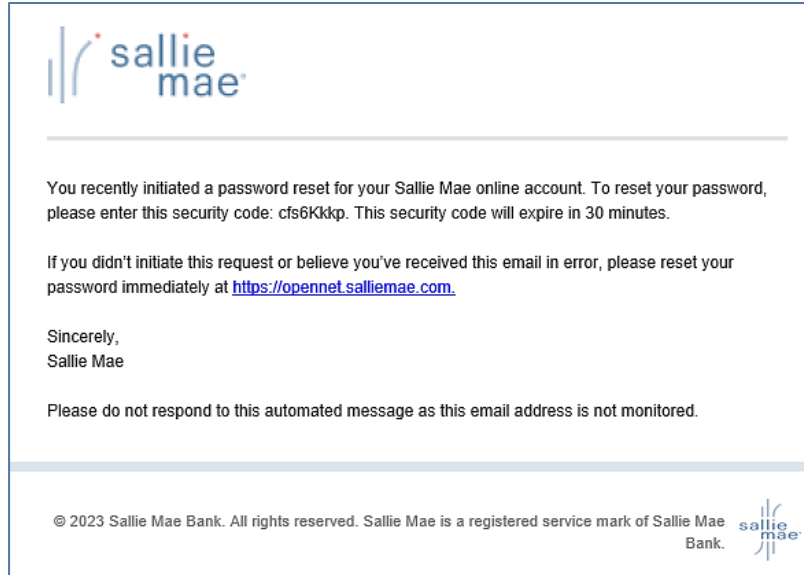 sallie
mae
You recently initiated a password reset for your Sallie Mae online account. To reset your password,
please enter this security code: cfs6Kkkp. This security code will expire in 30 minutes.
If you didn’t initiate this request or believe you’ve received this email in error, please reset your
password immediately at https://opennet.salliemae.com.
Sincerely,
Sallie Mae
Please do not respond to this automated message as this email address is not monitored.
© 2023 Sallie Mae Bank. All rights reserved. Sallie Mae is a registered service mark of Sallie Mae
Bank.
sallie
mae